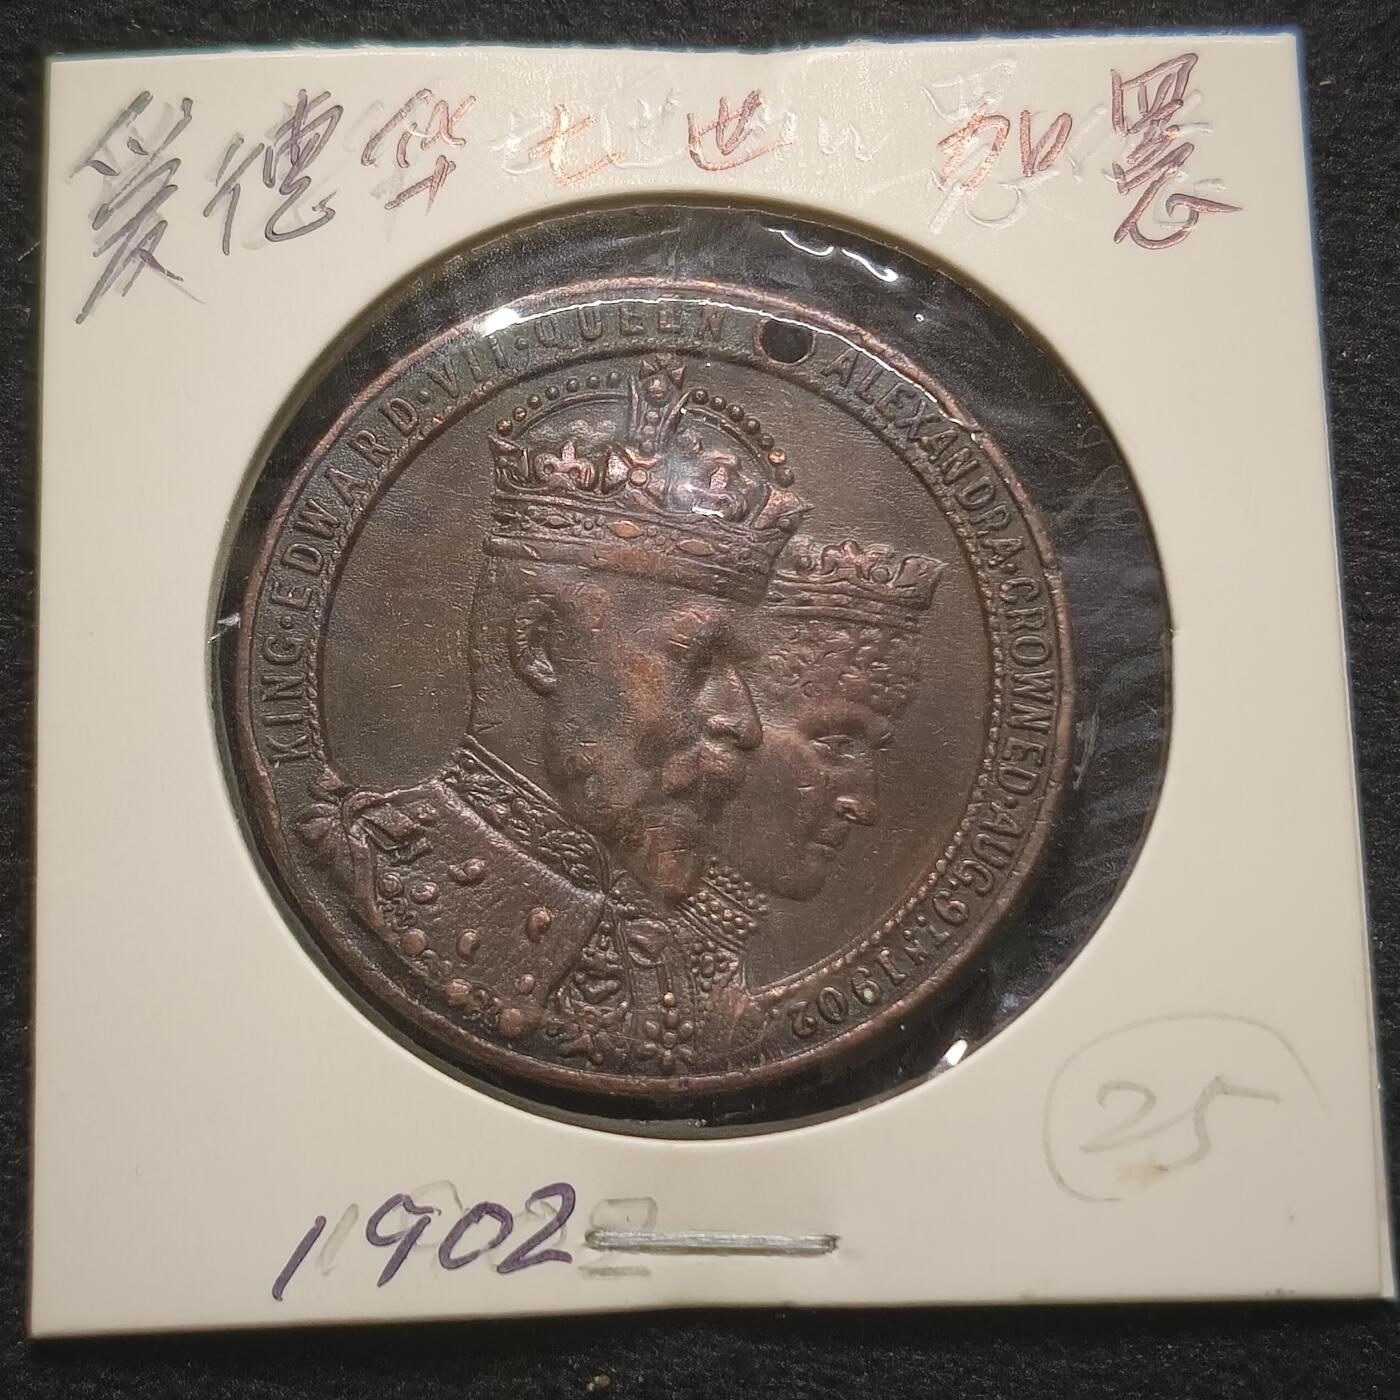 爱德华七世 加冕
KING·EDWARD·VII·QUEEN ALEXANDRA·CROWNED·AUG.9TH 1902
25
1902